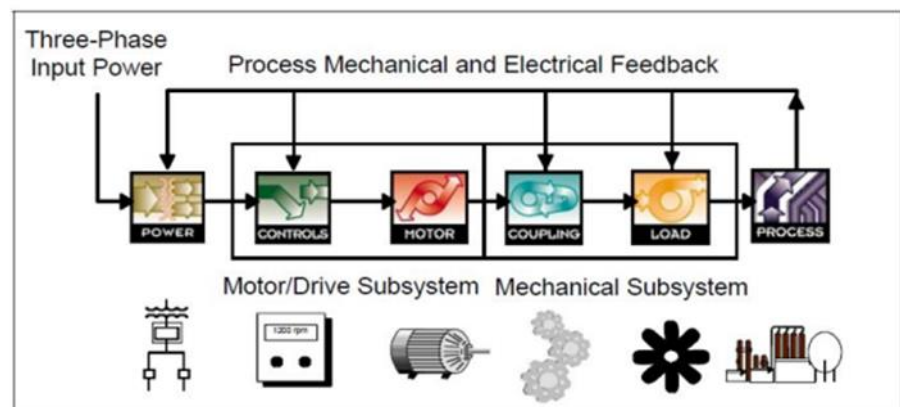 Three-Phase
Input Power
Process Mechanical and Electrical Feedback
POWER
CONTROLS
MOTOR
COUPLING
LOAD
PROCESS
Motor/Drive Subsystem
Mechanical Subsystem
1200 rpm